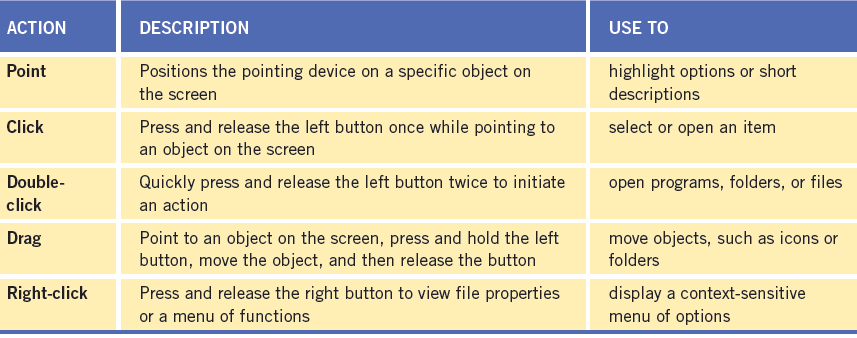 ACTION DESCRIPTION USE TO
Point Positions the pointing device on a specific object on highlight options or short
the screen descriptions
Click Press and release the left button once while pointing to select or open an item
an object on the screen
Double- Quickly press and release the left button twice to initiate open programs, folders, or files
click an action
Drag Point to an object on the screen, press and hold the left move objects, such as icons or
button, move the object, and then release the button folders
Right-click Press and release the right button to view file properties display a context-sensitive
or a menu of functions menu of options